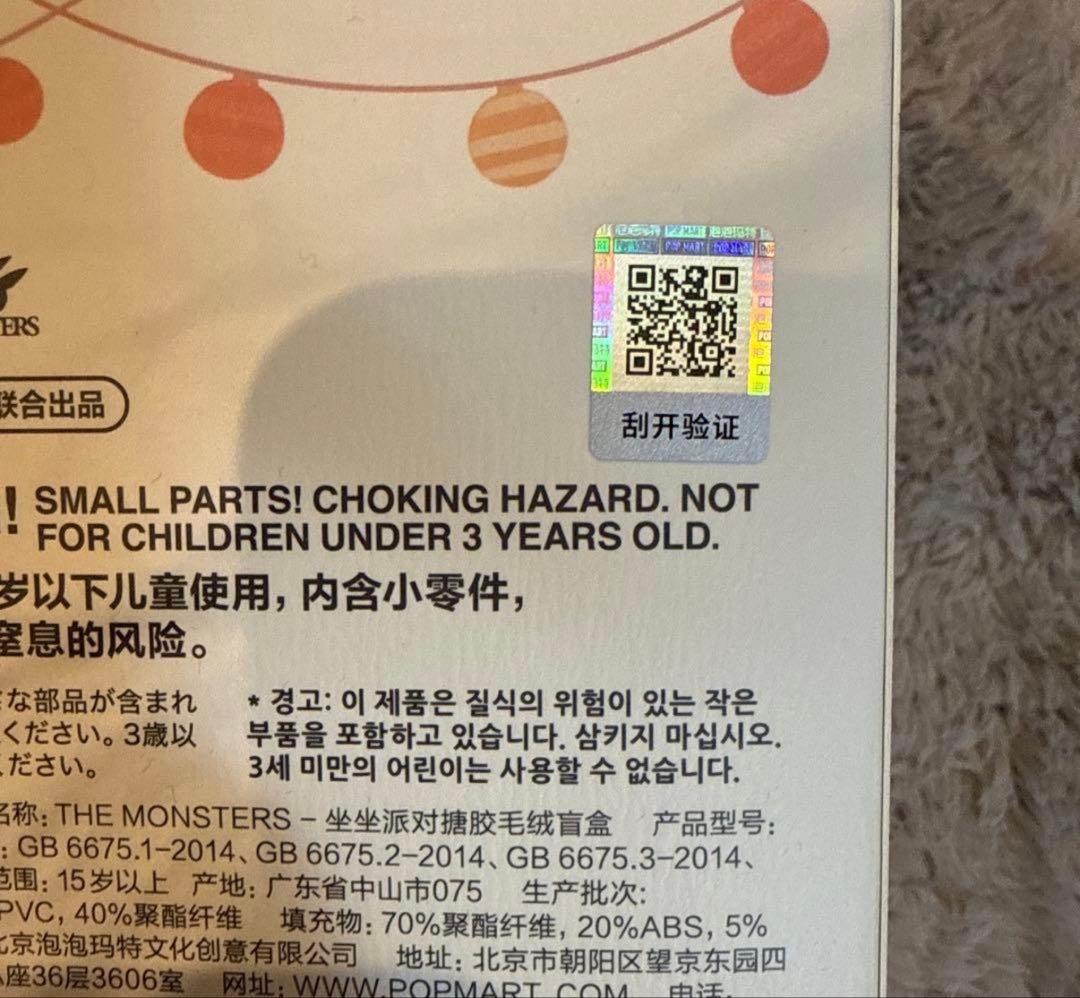 POP MART
刮开验证
联合出品
! SMALL PARTS! CHOKING HAZARD. NOT
FOR CHILDREN UNDER 3 YEARS OLD.
岁以下儿童使用，内含小零件，
窒息的风险。
な部品が含まれ
ください。3歳以
ください。
* 경고: 이 제품은 질식의 위험이 있는 작은
부품을 포함하고 있습니다. 삼키지 마십시오.
3세 미만의 어린이는 사용할 수 없습니다.
名称: THE MONSTERS – 坐坐派对搪胶毛绒盲盒 产品型号:
: GB 6675.1–2014、GB 6675.2–2014、GB 6675.3–2014、
范围: 15岁以上 产地: 广东省中山市075 生产批次:
PVC, 40%聚酯纤维 填充物: 70%聚酯纤维, 20%ABS, 5%
北京泡泡玛特文化创意有限公司 地址: 北京市朝阳区望京东园四
座36层3606室 网址: WWW.POPMART.COM 电话: